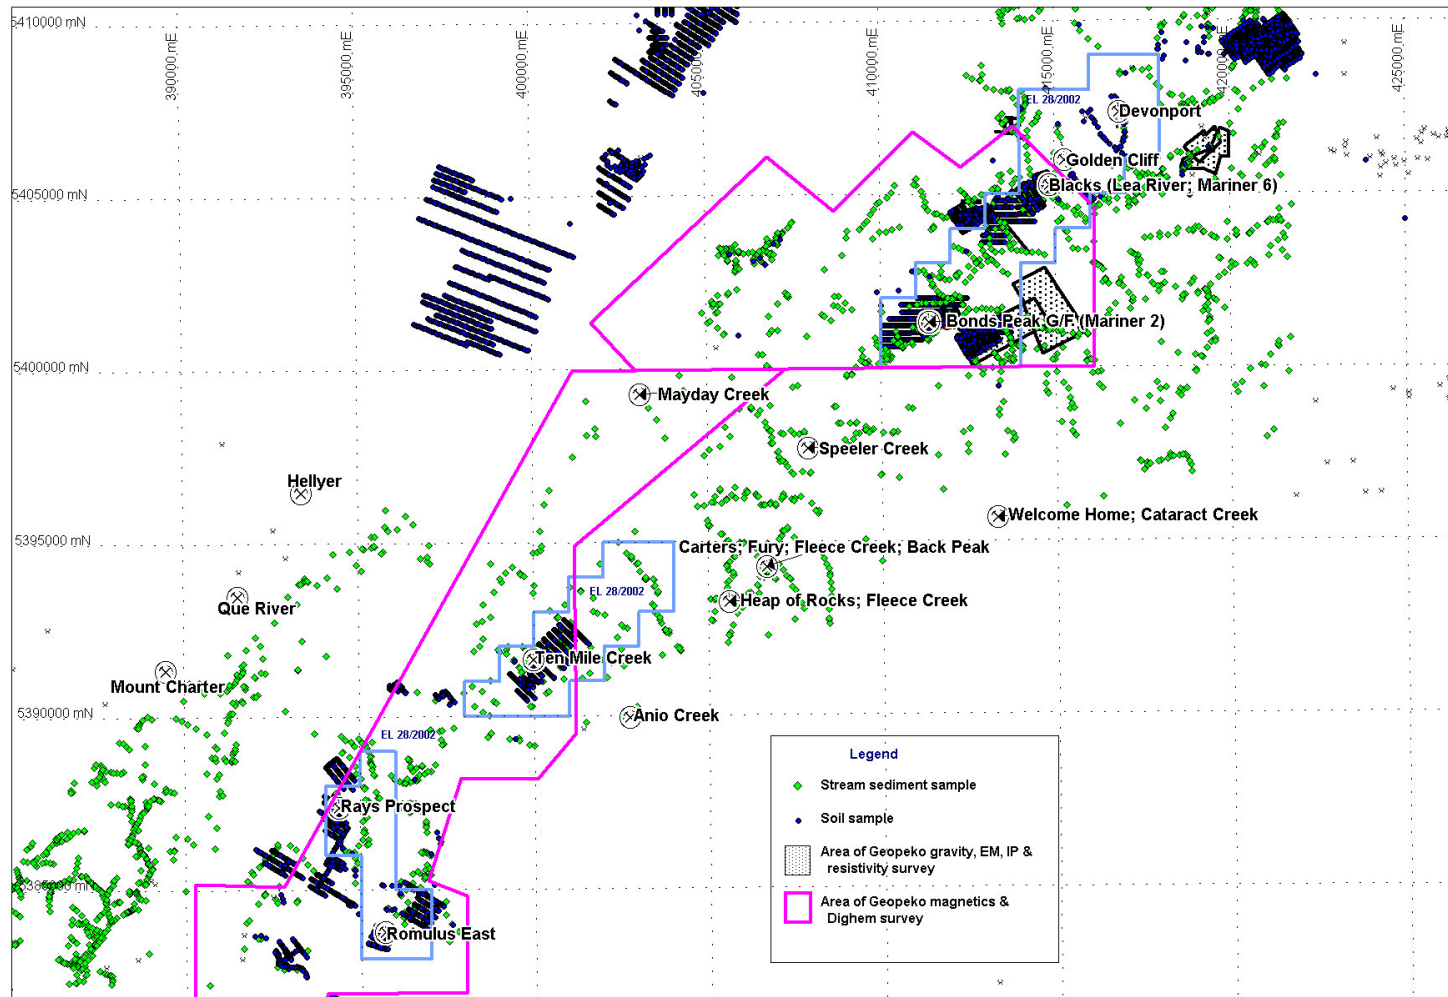 5410000 mN
390000 mE
395000 mE
400000 mE
405000 mE
410000 mE
415000 mE
420000 mE
425000 mE
EL 28/2002
Devonport
Golden Cliff
Blacks (Lea River; Mariner 6)
5405000 mN
Bonds Peak G/F (Mariner 2)
5400000 mN
Mayday Creek
Speeler Creek
Hellyer
Welcome Home; Cataract Creek
5395000 mN
Carters; Fury; Fleece Creek; Back Peak
EL 28/2002
Heap of Rocks; Fleece Creek
Que River
Ten Mile Creek
Mount Charter
5390000 mN
Anio Creek
EL 28/2002
Rays Prospect
5385000 mN
Romulus East
Legend
Stream sediment sample
Soil sample
Area of Geopeko gravity, EM, IP &
resistivity survey
Area of Geopeko magnetics &
Dighem survey